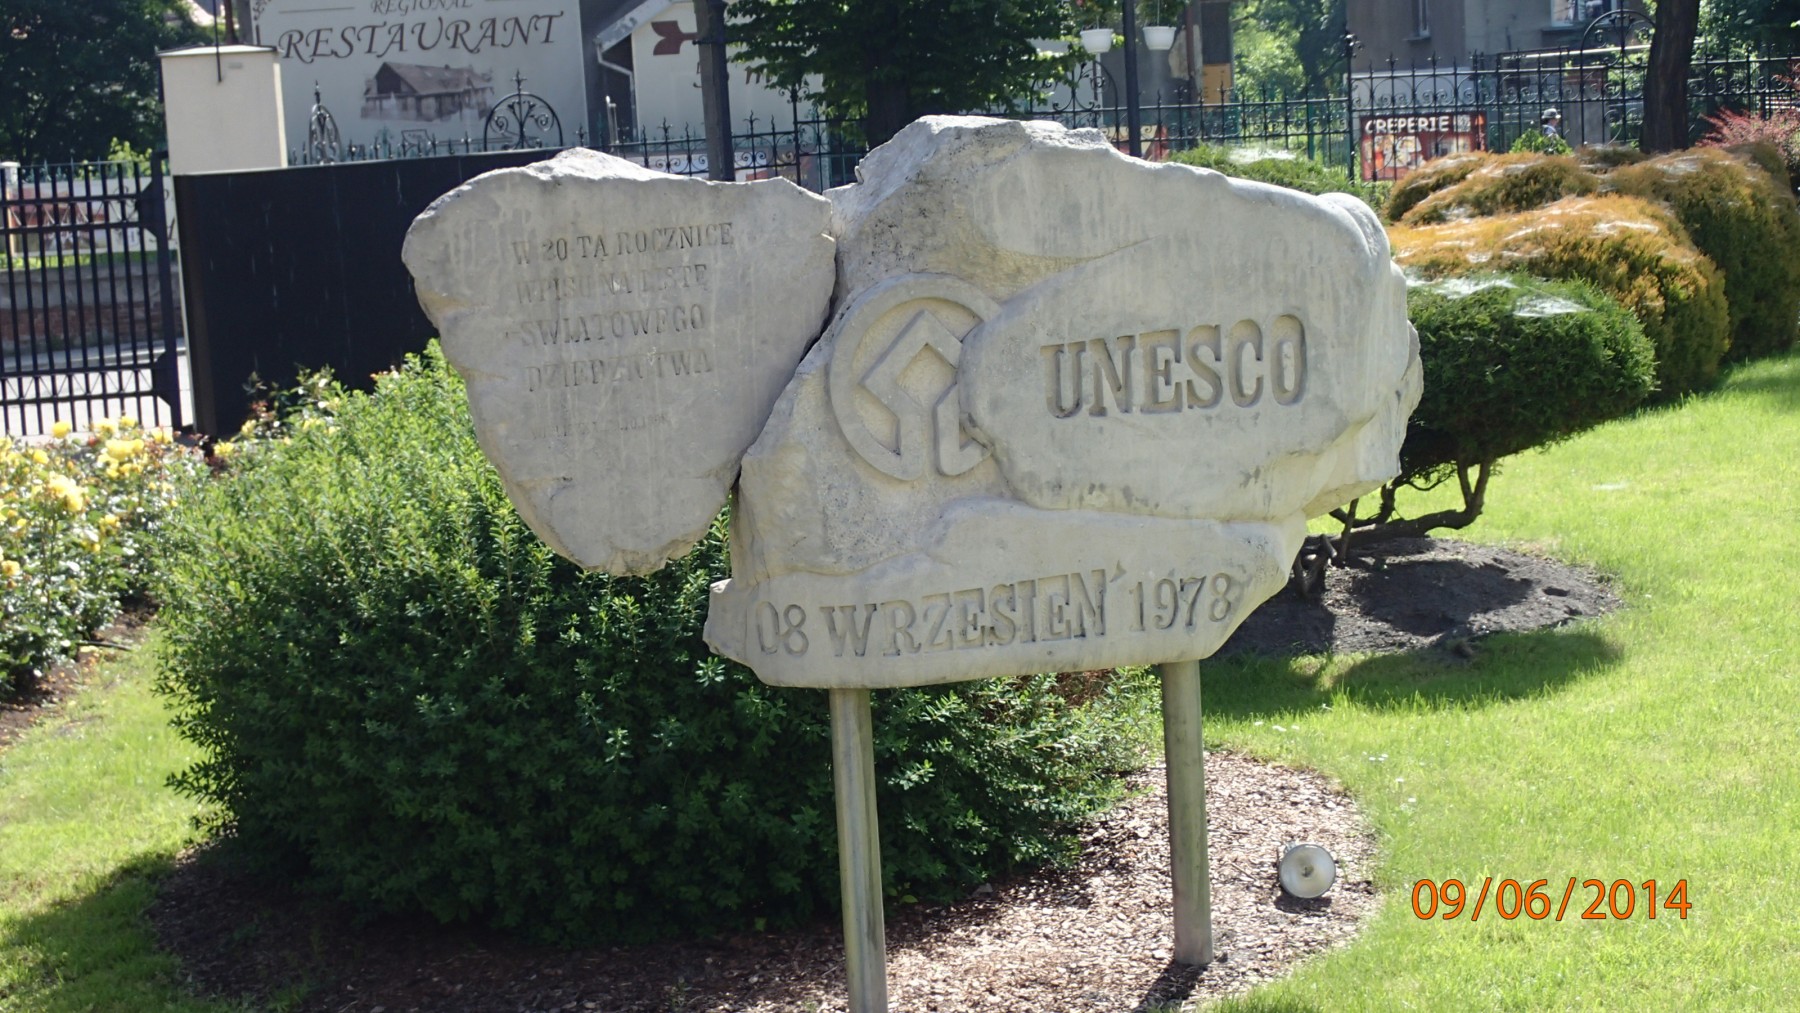 REGIONAL
RESTAURANT
CREPERIE
W 20-TĄ ROCZNICĘ
WPISU NA LISTĘ
ŚWIATOWEGO
DZIEDZICTWA
UNESCO
08 WRZESIEŃ 1978
09/06/2014